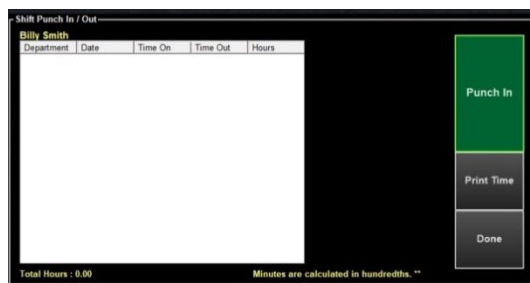 Shift Punch In / Out
Billy Smith
Department Date Time On Time Out Hours
Punch In
Print Time
Done
Total Hours : 0.00 Minutes are calculated in hundredths. **